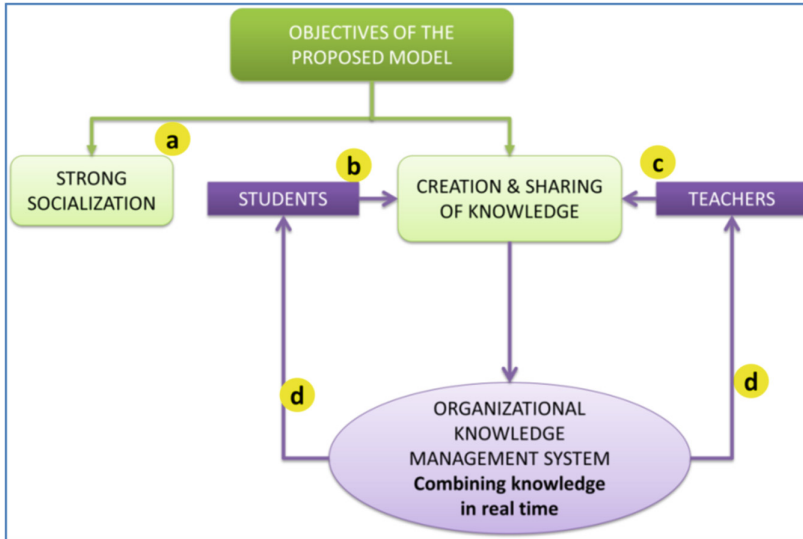 OBJECTIVES OF THE
PROPOSED MODEL
a
STRONG
SOCIALIZATION
b
STUDENTS
CREATION & SHARING
OF KNOWLEDGE
c
TEACHERS
d
d
ORGANIZATIONAL
KNOWLEDGE
MANAGEMENT SYSTEM
Combining knowledge
in real time